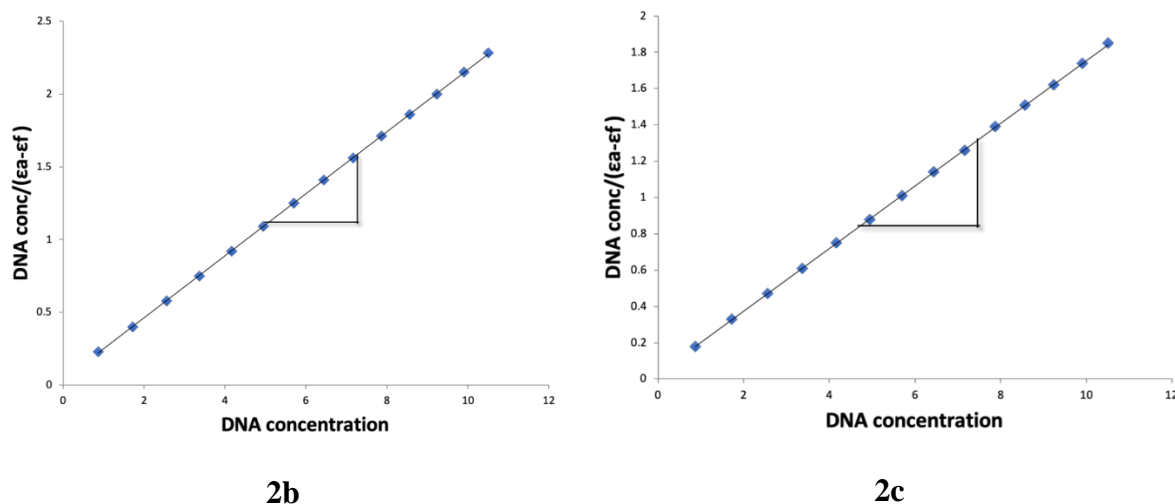 2.5
2
1.5
1
0.5
0
0 2 4 6 8 10 12
DNA conc/(εa-εf)
DNA concentration
2b
2
1.8
1.6
1.4
1.2
1
0.8
0.6
0.4
0.2
0
0 2 4 6 8 10 12
DNA conc/(εa-εf)
DNA concentration
2c